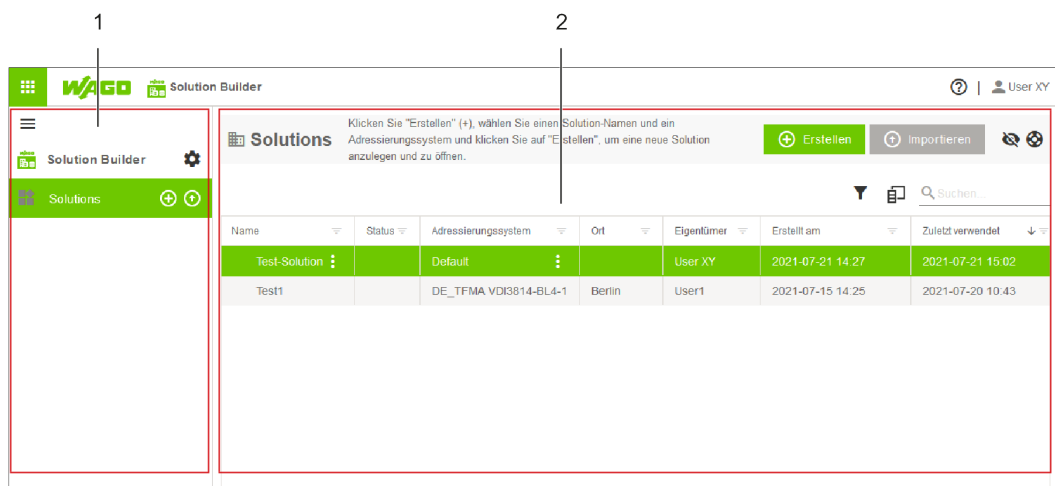 1 2
WAGO Solution Builder User XY
Solution Builder
Solutions
Solutions
Klicken Sie "Erstellen" (+), wählen Sie einen Solution-Namen und ein
Adressierungssystem und klicken Sie auf "Erstellen", um eine neue Solution
anzulegen und zu öffnen.
Erstellen Importieren
Suchen...
Name Status Adressierungssystem Ort Eigentümer Erstellt am Zuletzt verwendet
Test-Solution Default User XY 2021-07-21 14:27 2021-07-21 15:02
Test1 DE_TFMA VDI3814-BL4-1 Berlin User1 2021-07-15 14:25 2021-07-20 10:43